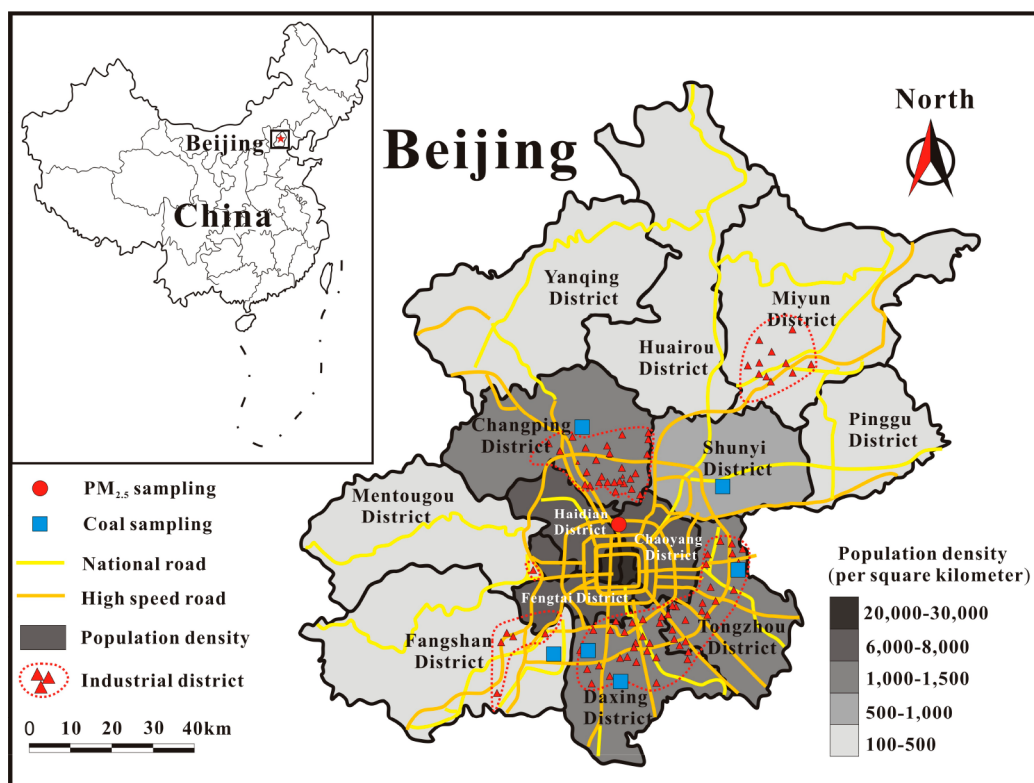 Beijing
China
Beijing
North
Yanqing
District
Miyun
District
Huairou
District
Pinggu
District
Changping
District
Shunyi
District
Mentougou
District
Haidian
District
Chaoyang
District
Fengtai District
Fangshan
District
Tongzhou
District
Daxing
District
PM2.5 sampling
Coal sampling
National road
High speed road
Population density
Industrial district
0 10 20 30 40km
Population density
(per square kilometer)
20,000-30,000
6,000-8,000
1,000-1,500
500-1,000
100-500